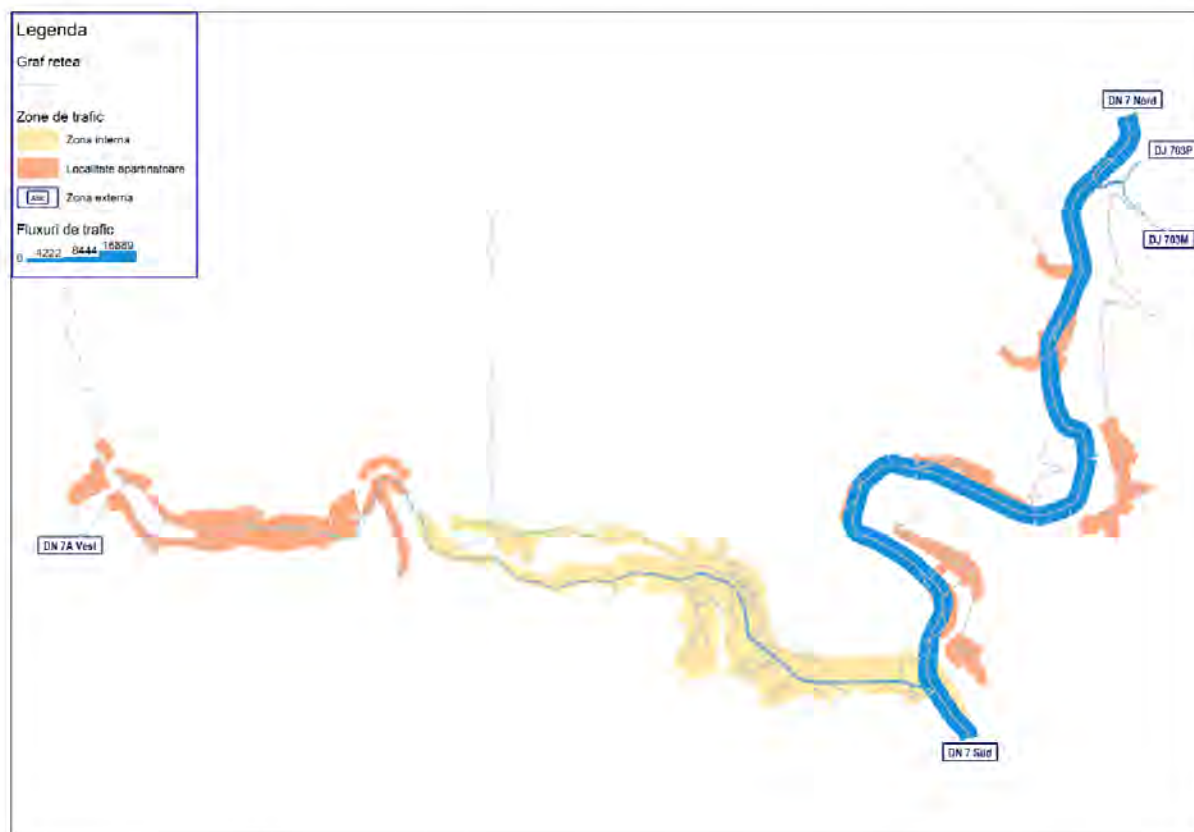 Legenda
Graf retea
Zone de trafic
Zona interna
Localitate apartinatoare
ABC
Zona externa
Fluxuri de trafic
0 4222 8444 16889
DN 7 Nord
DJ 703P
DJ 703M
DN 7A Vest
DN 7 Sud